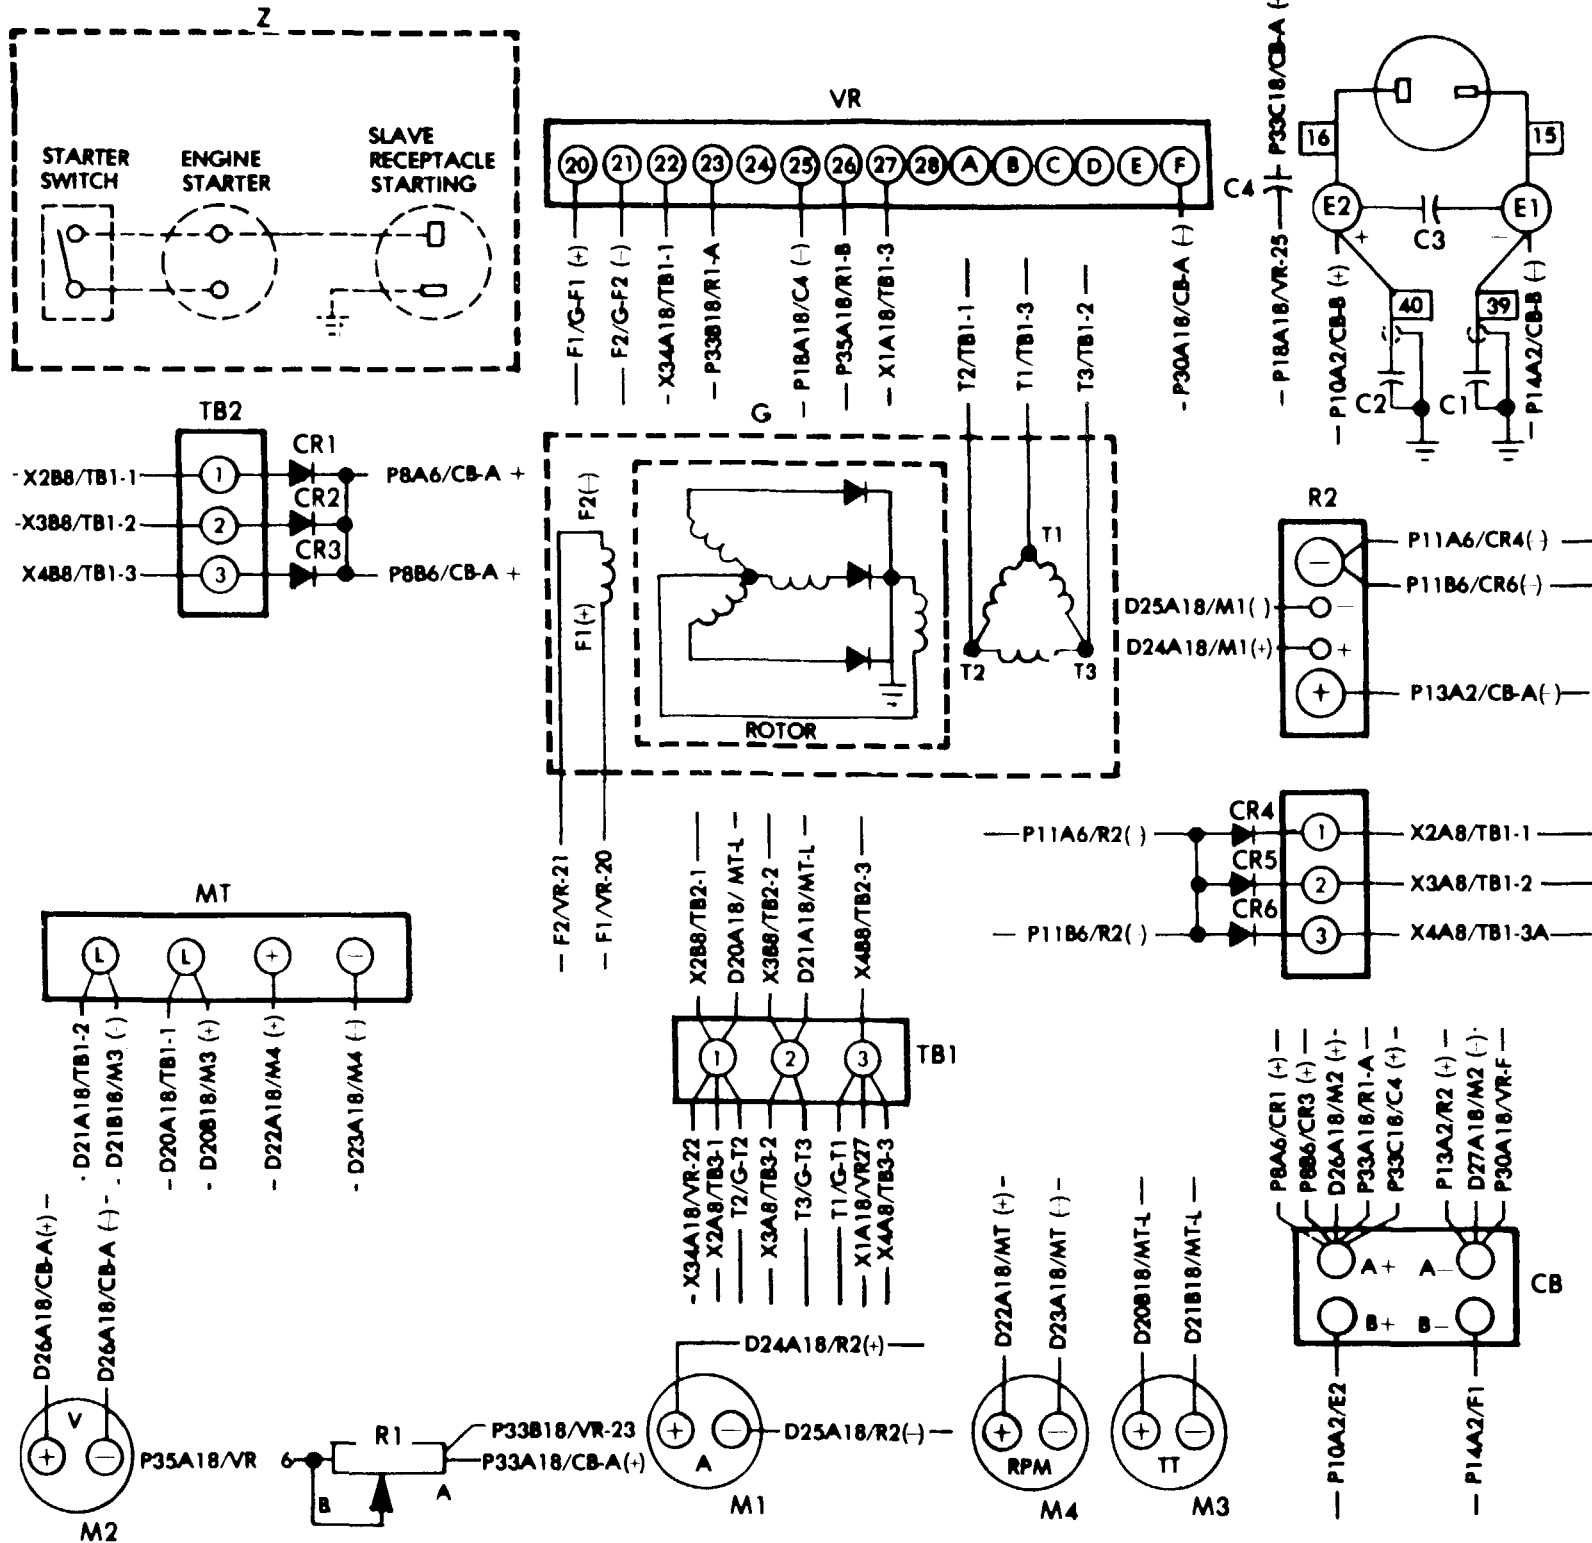 Z
STARTER
SWITCH
ENGINE
STARTER
SLAVE
RECEPTACLE
STARTING
VR
20 21 22 23 24 25 26 27 28 A B C D E F
F1/G-F1 (+)
F2/G-F2 (-)
X34A18/TB1-1
P33B18/R1-A
P18A18/C4 (-)
P35A18/R1-B
X1A18/TB1-3
T2/TB1-1
T1/TB1-3
T3/TB1-2
P30A18/CB-A (-)
P33C18/CB-A (+
C4
P18A18/VR-25
16
15
E2
E1
C3
+
-
P10A2/CB-B (+)
P14A2/CB-B (-)
40
39
C2
C1
TB2
X2B8/TB1-1
X3B8/TB1-2
X4B8/TB1-3
1
2
3
CR1
CR2
CR3
P8A6/CB-A +
P8B6/CB-A +
G
F2(-)
F1(+)
ROTOR
T1
T2
T3
F2/VR-21
F1/VR-20
R2
P11A6/CR4(-)
P11B6/CR6(-)
D25A18/M1( )
-
D24A18/M1(+)
+
P13A2/CB-A(-)
P11A6/R2( )
P11B6/R2( )
CR4
CR5
CR6
1
2
3
X2A8/TB1-1
X3A8/TB1-2
X4A8/TB1-3A
MT
L L + -
D21A18/TB1-2
D21B18/M3 (-)
D20A18/TB1-1
D20B18/M3 (+)
D22A18/M4 (+)
D23A18/M4 (-)
X2B8/TB2-1
D20A18/ MT-L
X3B8/TB2-2
D21A18/MT-L
X4B8/TB2-3
1 2 3
TB1
X34A18/VR-22
X2A8/TB3-1
T2/G-T2
X3A8/TB3-2
T3/G-T3
T1/G-T1
X1A18/VR27
X4A8/TB3-3
P8A6/CR1 (+)
P8B6/CR3 (+)
D26A18/M2 (+)
P33A18/R1-A
P33C18/C4 (+)
P13A2/R2 (+)
D27A18/M2 (-)
P30A18/VR-F
A+ A-
B+ B-
CB
P10A2/E2
P14A2/F1
D26A18/CB-A(+)
D26A18/CB-A (-)
V
+ -
M2
P35A18/VR 6
R1
B
A
P33B18/VR-23
P33A18/CB-A(+)
D24A18/R2(+)
+ -
A
D25A18/R2(-)
M1
D22A18/MT (+)
D23A18/MT (-)
+ -
RPM
M4
D20B18/MT-L
D21B18/MT-L
+ -
TT
M3